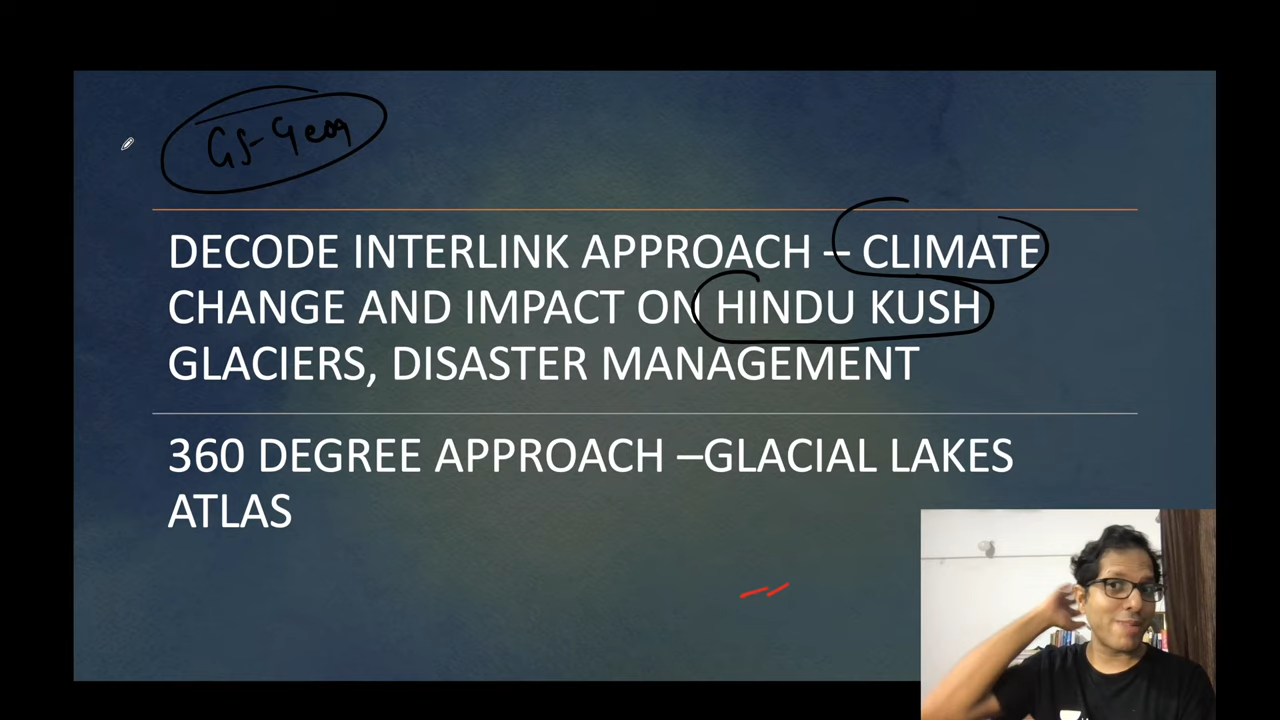 GS-Geog
DECODE INTERLINK APPROACH – CLIMATE
CHANGE AND IMPACT ON HINDU KUSH
GLACIERS, DISASTER MANAGEMENT
360 DEGREE APPROACH –GLACIAL LAKES
ATLAS